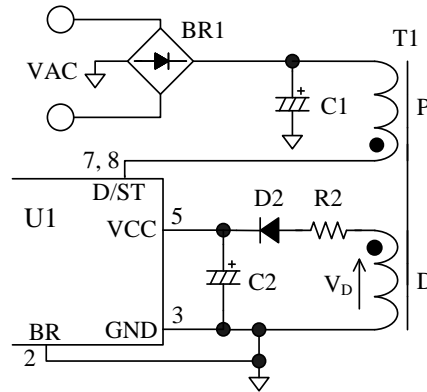 BR1
T1
VAC
C1
P
7, 8
D/ST
U1
D2
R2
5
VCC
C2
V_D
D
3
BR
GND
2